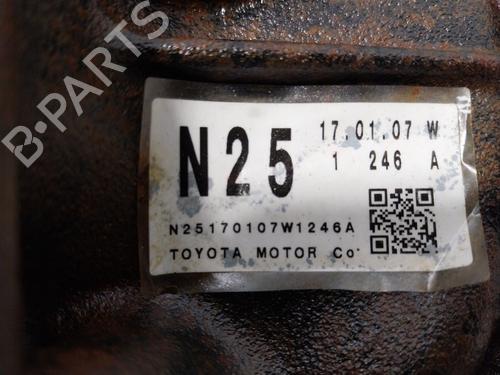 N25
17.01.07 W
1 246 A
N25170107W1246A
TOYOTA MOTOR Co.
B-PARTS